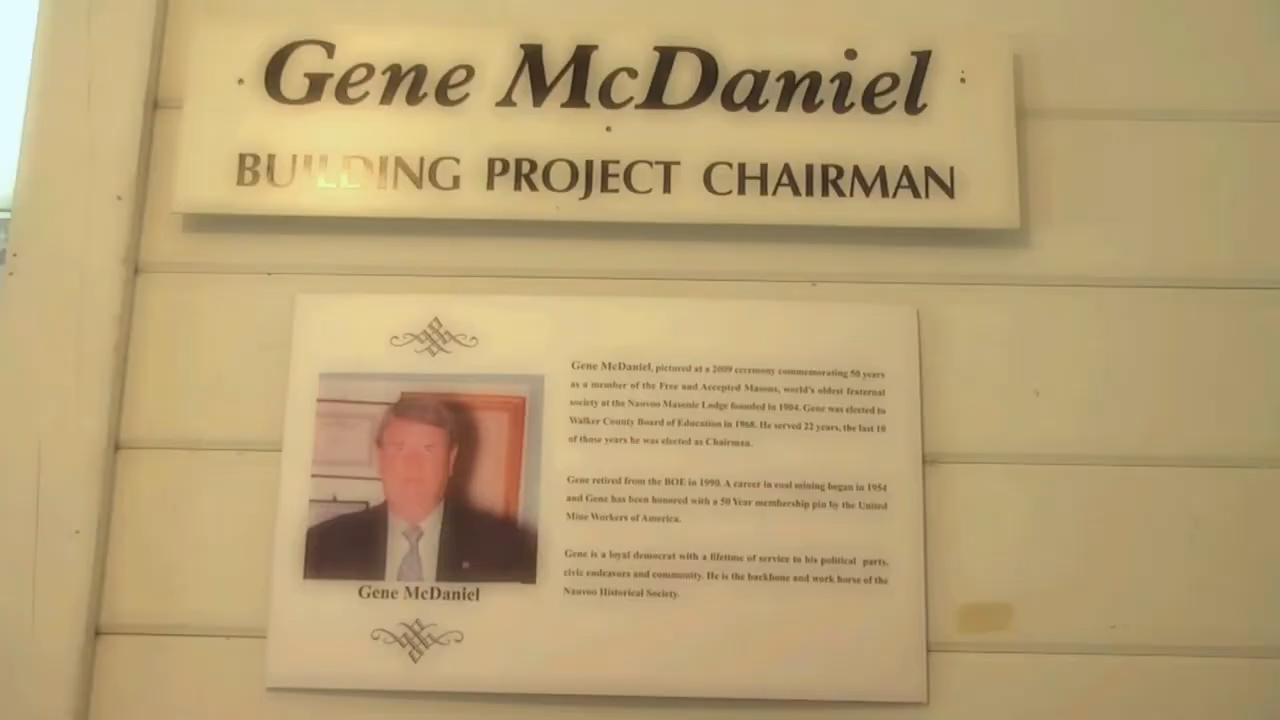 Gene McDaniel
BUILDING PROJECT CHAIRMAN
Gene McDaniel, pictured at a 2009 ceremony commemorating 50 years
as a member of the Free and Accepted Masons, world's oldest fraternal
society at the Nauvoo Masonic Lodge founded in 1904. Gene was elected to
Walker County Board of Education in 1968. He served 22 years, the last 10
of those years he was elected as Chairman.
Gene retired from the BOE in 1990. A career in coal mining began in 1954
and Gene has been honored with a 50 Year membership pin by the United
Mine Workers of America.
Gene is a loyal democrat with a lifetime of service to his political party,
civic endeavors and community. He is the backbone and work horse of the
Nauvoo Historical Society.
Gene McDaniel